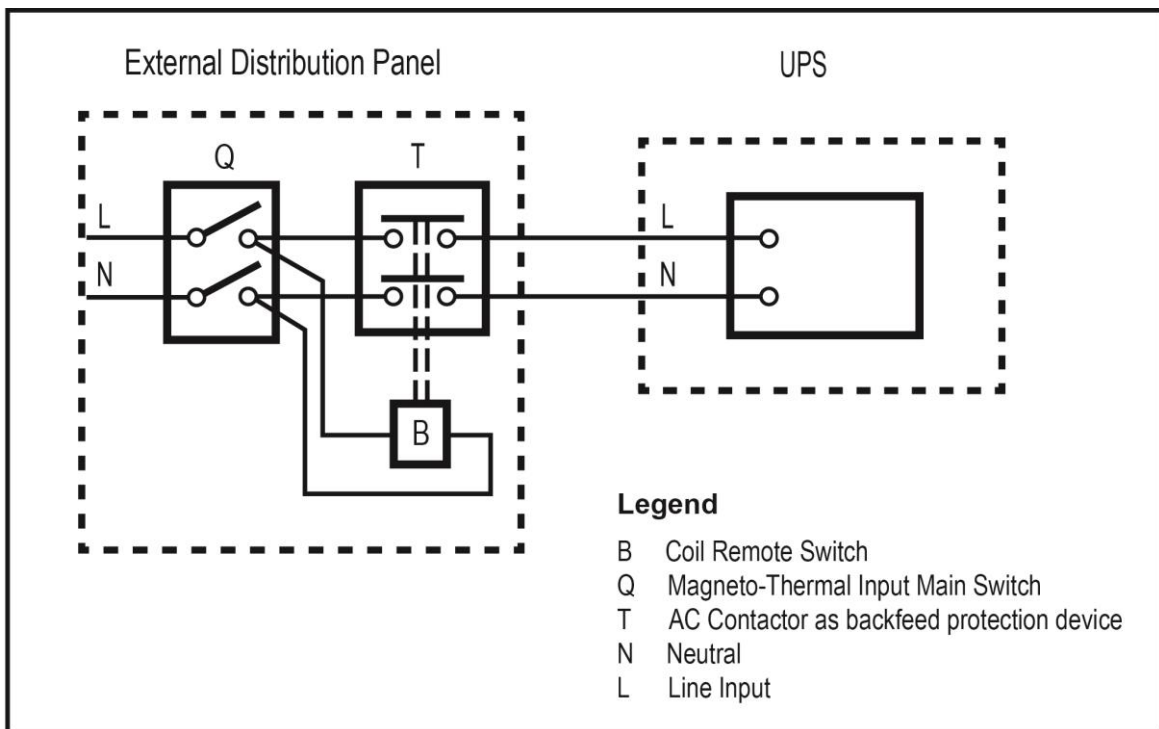 External Distribution Panel
UPS
Q
T
L
N
L
N
B
Legend
B Coil Remote Switch
Q Magneto-Thermal Input Main Switch
T AC Contactor as backfeed protection device
N Neutral
L Line Input